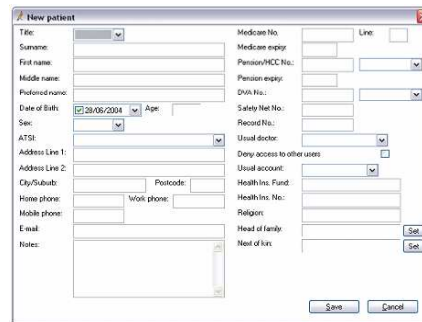 New patient
Title:
Surname:
First name:
Middle name:
Preferred name:
Date of Birth: 28/06/2004 Age:
Sex:
ATSI:
Address Line 1:
Address Line 2:
City/Suburb: Postcode:
Home phone: Work phone:
Mobile phone:
E-mail:
Notes:
Medicare No. Line:
Medicare expiry:
Pension/HCC No.:
Pension expiry:
DVA No.:
Safety Net No.:
Record No.:
Usual doctor:
Deny access to other users
Usual account:
Health Ins. Fund:
Health Ins. No.:
Religion:
Head of family: Set
Next of kin: Set
Save Cancel